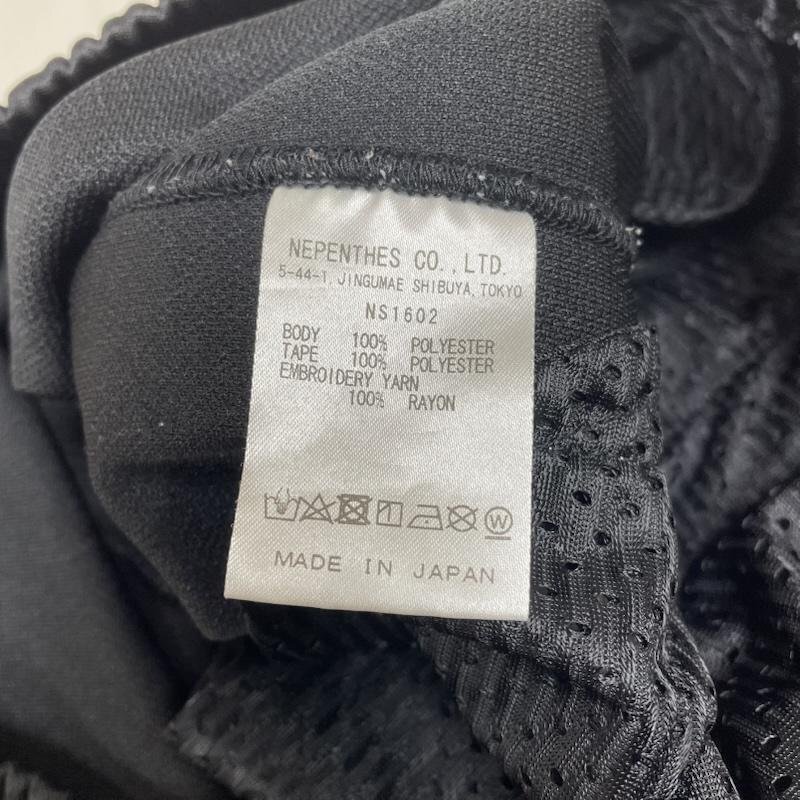 NEPENTHES CO.,LTD.
5-44-1, JINGUMAE SHIBUYA, TOKYO
NS1602
BODY 100% POLYESTER
TAPE 100% POLYESTER
EMBROIDERY YARN
100% RAYON
W
MADE IN JAPAN